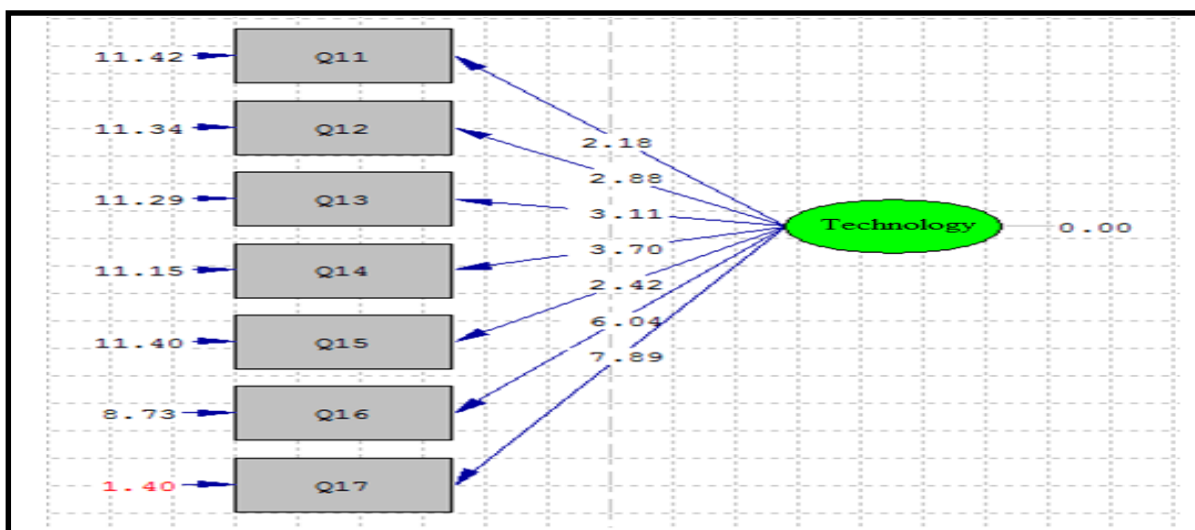 11.42 Q11
2.18
11.34 Q12
2.88
11.29 Q13
3.11
Technology 0.00
3.70
11.15 Q14
2.42
11.40 Q15
6.04
7.89
8.73 Q16
1.40 Q17